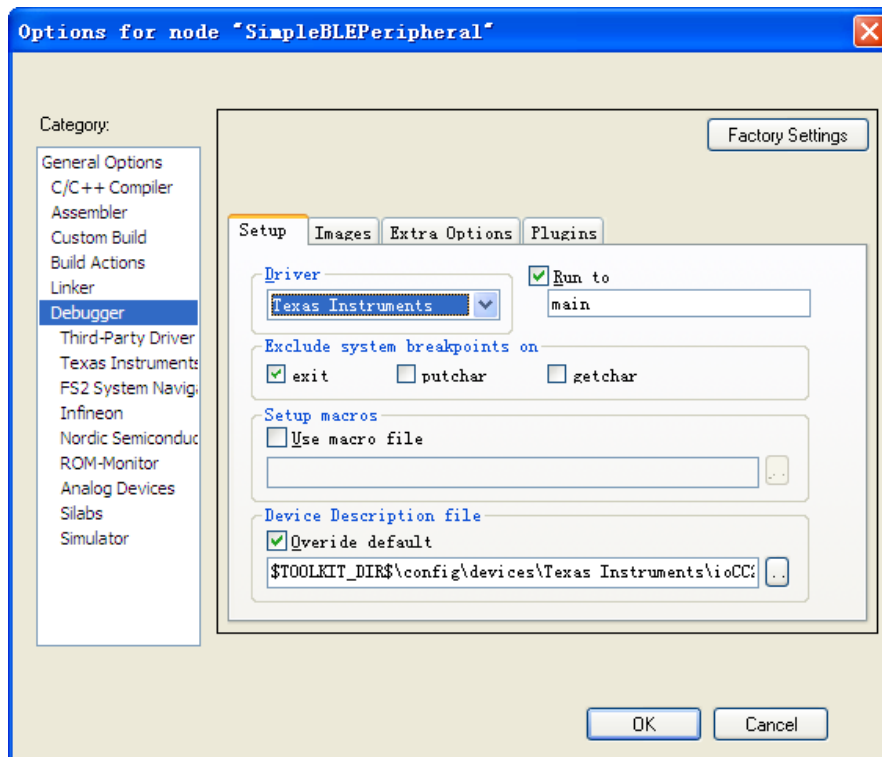 Options for node "SimpleBLEPeripheral"
Category:
Factory Settings
General Options
C/C++ Compiler
Assembler
Custom Build
Build Actions
Linker
Debugger
Third-Party Driver
Texas Instruments
FS2 System Navig
Infineon
Nordic Semiconduc
ROM-Monitor
Analog Devices
Silabs
Simulator
Setup Images Extra Options Plugins
Driver
Texas Instruments
Run to
main
Exclude system breakpoints on
exit putchar getchar
Setup macros
Use macro file
..
Device Description file
Overide default
$TOOLKIT_DIR$\config\devices\Texas Instruments\ioCC2
..
OK Cancel